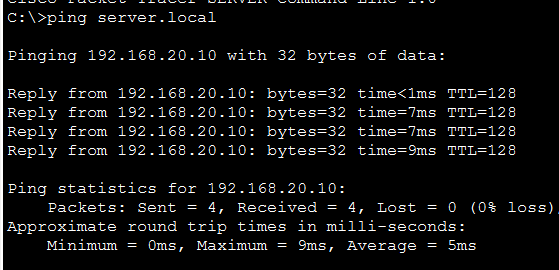 Cisco Packet Tracer SERVER Command Line 1.0
C:\>ping server.local
Pinging 192.168.20.10 with 32 bytes of data:
Reply from 192.168.20.10: bytes=32 time<1ms TTL=128
Reply from 192.168.20.10: bytes=32 time=7ms TTL=128
Reply from 192.168.20.10: bytes=32 time=7ms TTL=128
Reply from 192.168.20.10: bytes=32 time=9ms TTL=128
Ping statistics for 192.168.20.10:
Packets: Sent = 4, Received = 4, Lost = 0 (0% loss),
Approximate round trip times in milli-seconds:
Minimum = 0ms, Maximum = 9ms, Average = 5ms